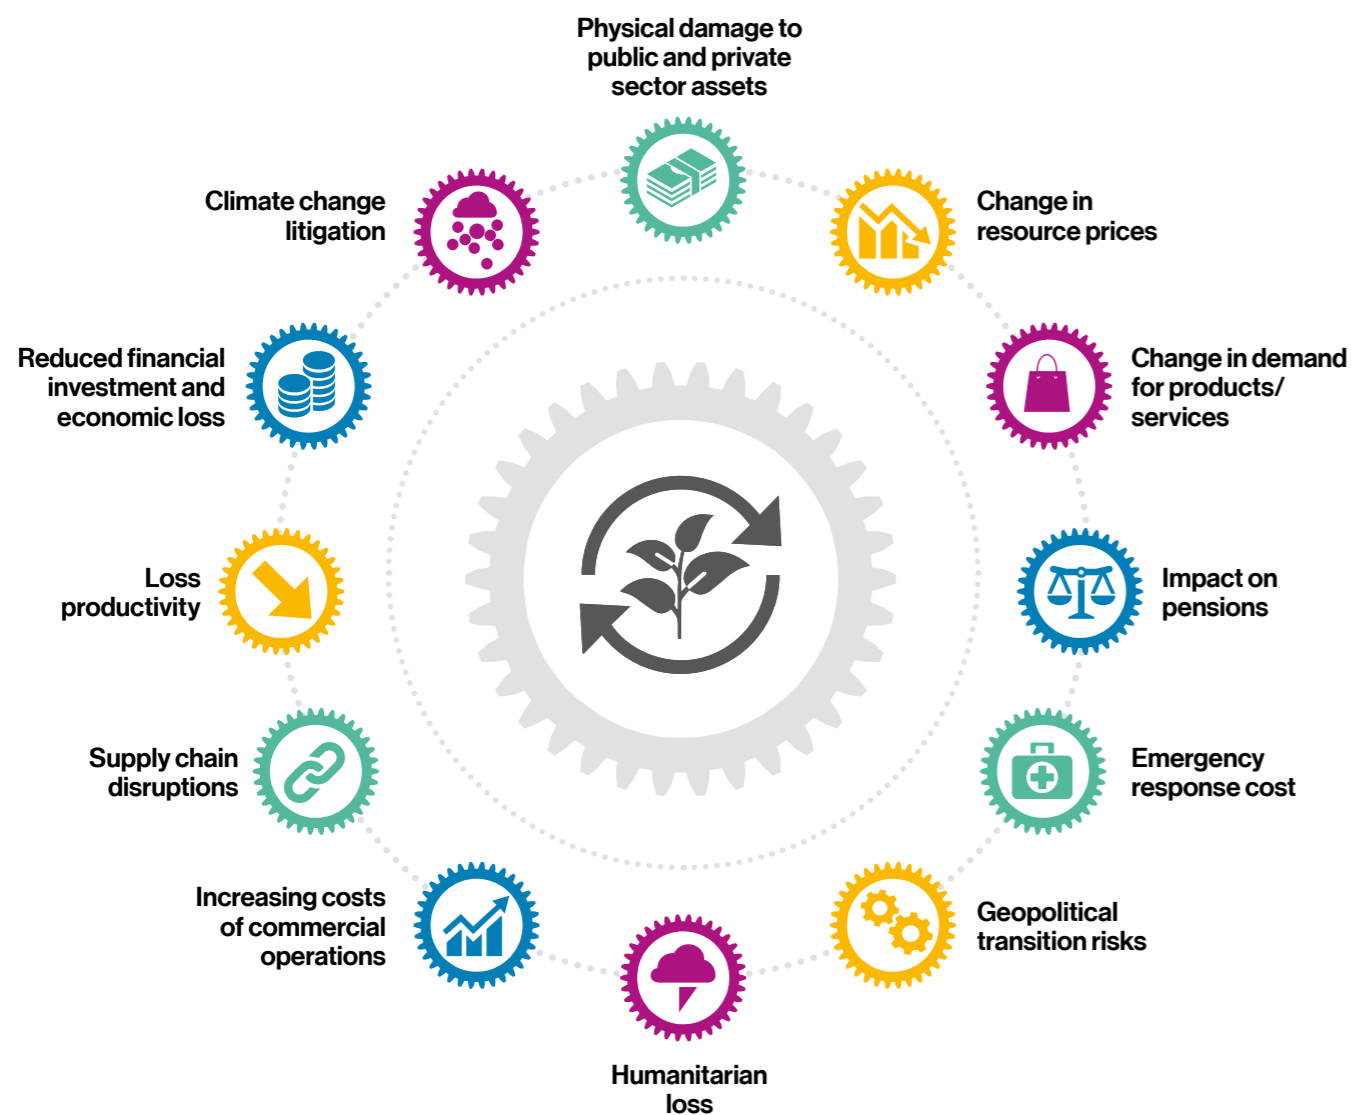 Physical damage to
public and private
sector assets
Change in
resource prices
Change in demand
for products/
services
Impact on
pensions
Emergency
response cost
Geopolitical
transition risks
Humanitarian
loss
Increasing costs
of commercial
operations
Supply chain
disruptions
Loss
productivity
Reduced financial
investment and
economic loss
Climate change
litigation